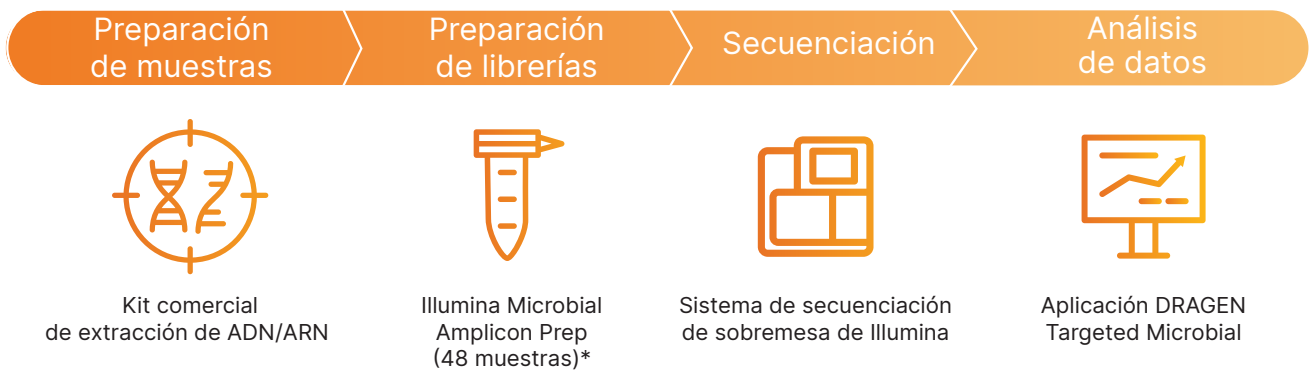 Preparación
de muestras
Preparación
de librerías
Secuenciación
Análisis
de datos
Kit comercial
de extracción de ADN/ARN
Illumina Microbial
Amplicon Prep
(48 muestras)*
Sistema de secuenciación
de sobremesa de Illumina
Aplicación DRAGEN
Targeted Microbial